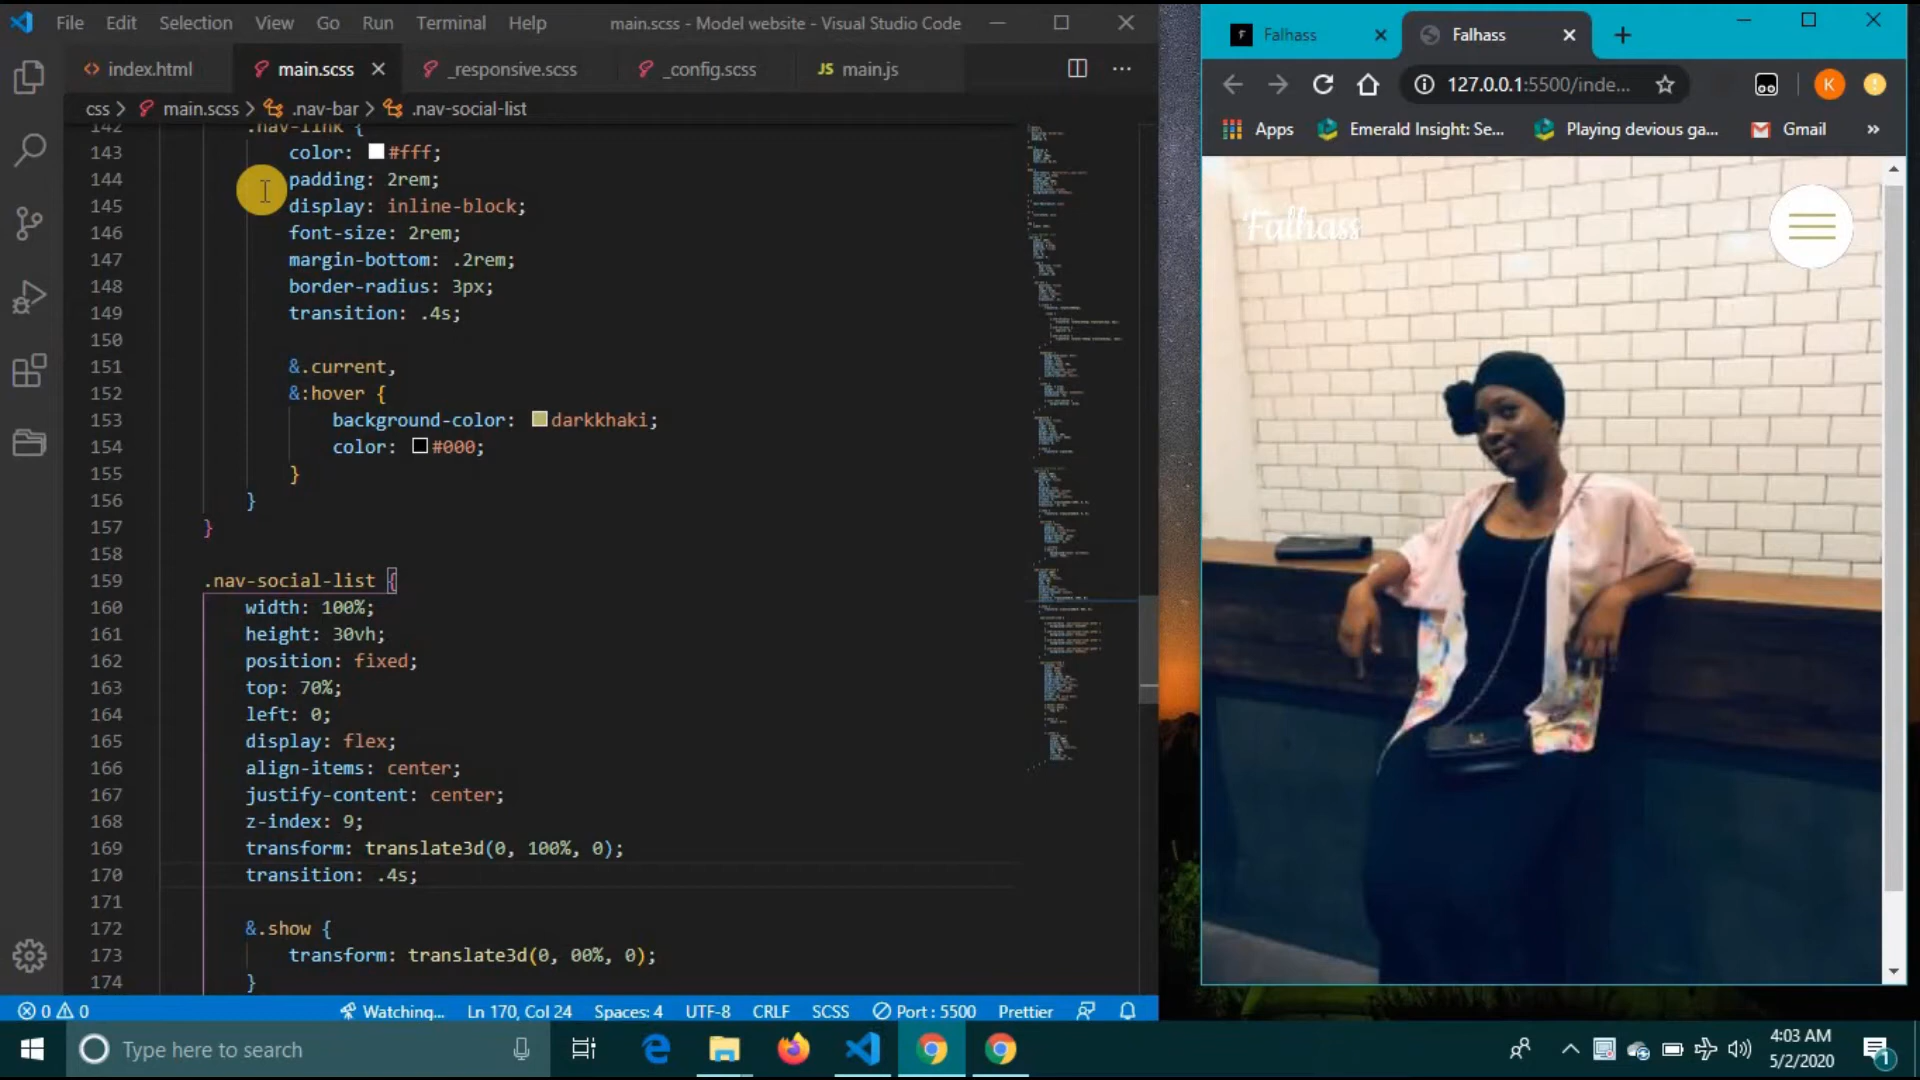 File Edit Selection View Go Run Terminal Help main.scss - Model website - Visual Studio Code
index.html main.scss _responsive.scss _config.scss JS main.js
css > main.scss > .nav-bar > .nav-social-list
142 .nav-link {
143 color: #fff;
144 padding: 2rem;
145 display: inline-block;
146 font-size: 2rem;
147 margin-bottom: .2rem;
148 border-radius: 3px;
149 transition: .4s;
150
151 &.current,
152 &:hover {
153 background-color: darkkhaki;
154 color: #000;
155 }
156 }
157 }
158
159 .nav-social-list {
160 width: 100%;
161 height: 30vh;
162 position: fixed;
163 top: 70%;
164 left: 0;
165 display: flex;
166 align-items: center;
167 justify-content: center;
168 z-index: 9;
169 transform: translate3d(0, 100%, 0);
170 transition: .4s;
171
172 &.show {
173 transform: translate3d(0, 00%, 0);
174 }
0 0 Watching... Ln 170, Col 24 Spaces: 4 UTF-8 CRLF SCSS Port : 5500 Prettier
Falhass Falhass
127.0.0.1:5500/inde... K
Apps Emerald Insight: Se... Playing devious ga... Gmail »
Falhass
Type here to search
4:03 AM
5/2/2020
1